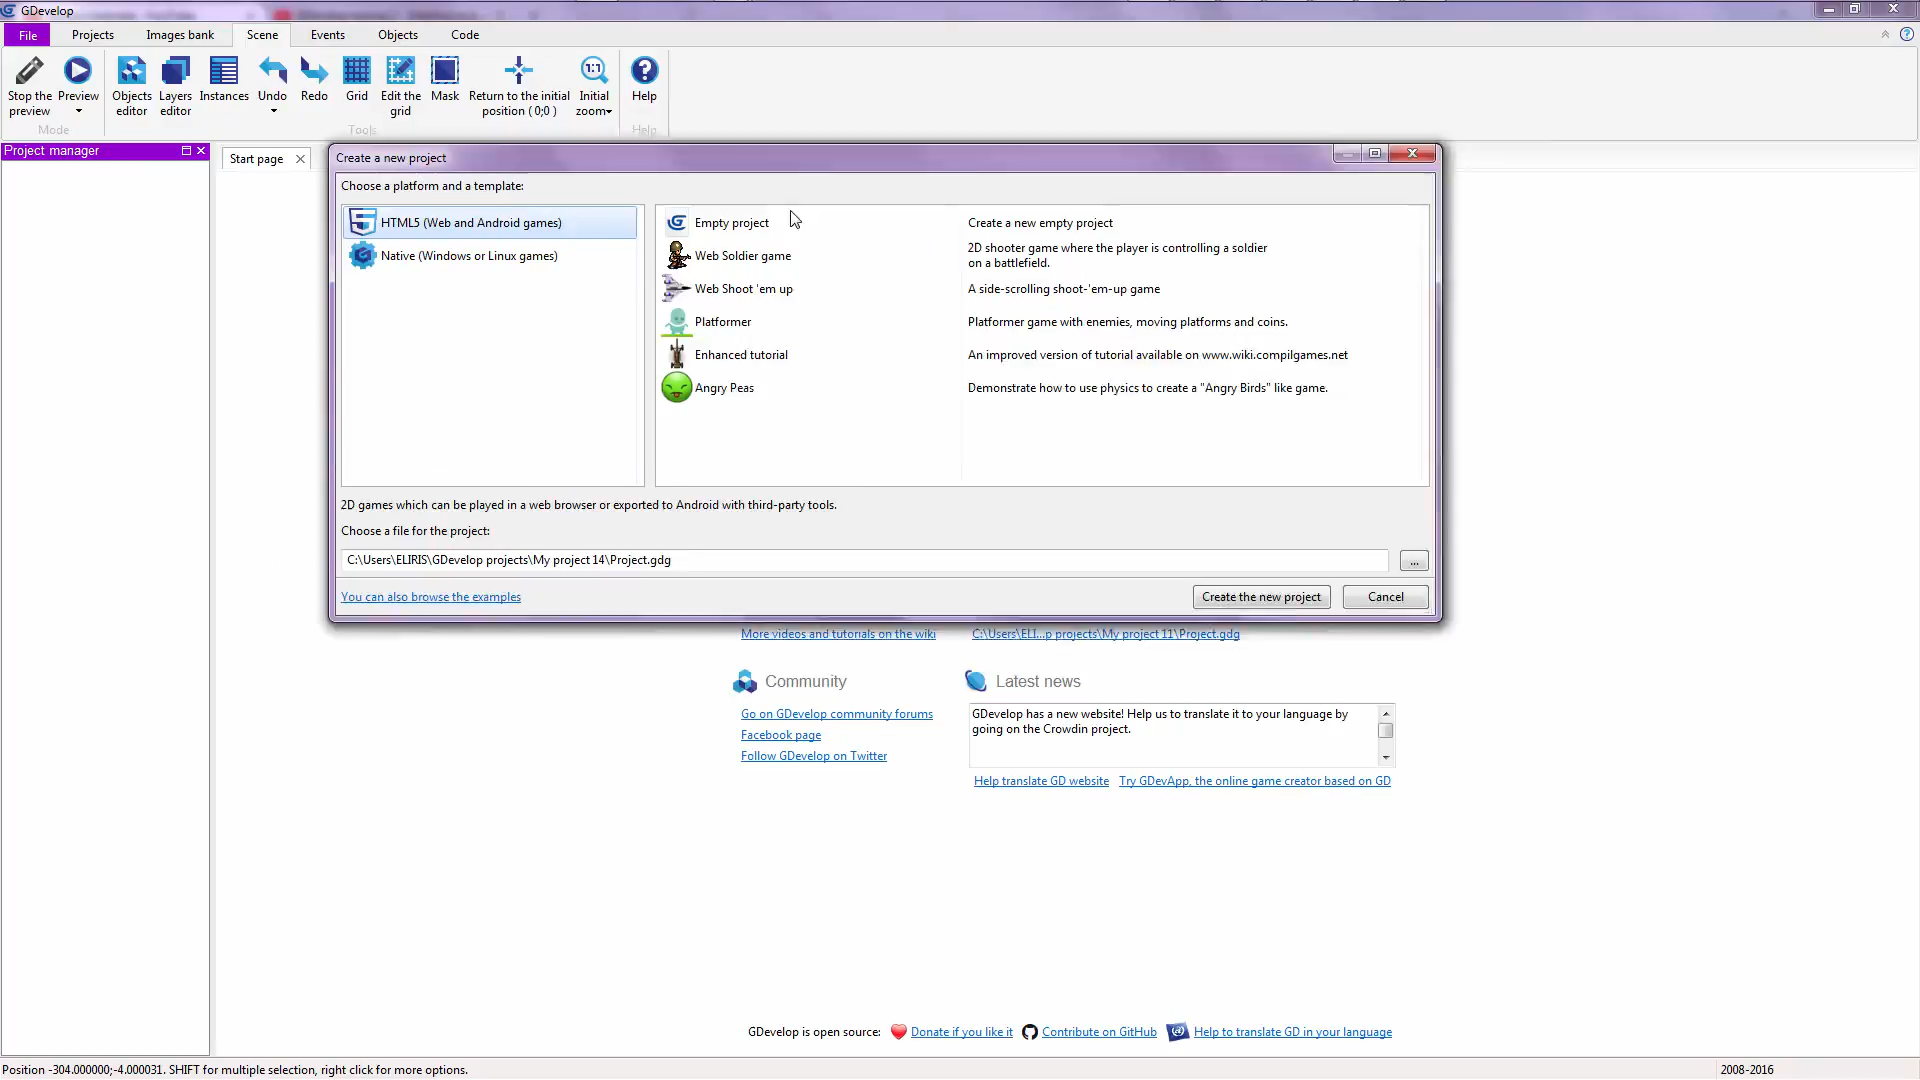 GDevelop
File Projects Images bank Scene Events Objects Code
Stop the preview Preview Objects editor Layers editor Instances Undo Redo Grid Edit the grid Mask Return to the initial position ( 0;0 ) 1:1 Initial zoom Help
Mode Tools Help
Project manager
Start page
Create a new project
Choose a platform and a template:
HTML5 (Web and Android games)
Native (Windows or Linux games)
Empty project Create a new empty project
Web Soldier game 2D shooter game where the player is controlling a soldier
on a battlefield.
Web Shoot 'em up A side-scrolling shoot-'em-up game
Platformer Platformer game with enemies, moving platforms and coins.
Enhanced tutorial An improved version of tutorial available on www.wiki.compilgames.net
Angry Peas Demonstrate how to use physics to create a "Angry Birds" like game.
2D games which can be played in a web browser or exported to Android with third-party tools.
Choose a file for the project:
C:\Users\ELIRIS\GDevelop projects\My project 14\Project.gdg ...
You can also browse the examples Create the new project Cancel
More videos and tutorials on the wiki C:\Users\ELI...p projects\My project 11\Project.gdg
Community Latest news
Go on GDevelop community forums
Facebook page
Follow GDevelop on Twitter
GDevelop has a new website! Help us to translate it to your language by
going on the Crowdin project.
Help translate GD website Try GDevApp, the online game creator based on GD
GDevelop is open source: Donate if you like it Contribute on GitHub Help to translate GD in your language
Position -304.000000;-4.000031. SHIFT for multiple selection, right click for more options. 2008-2016